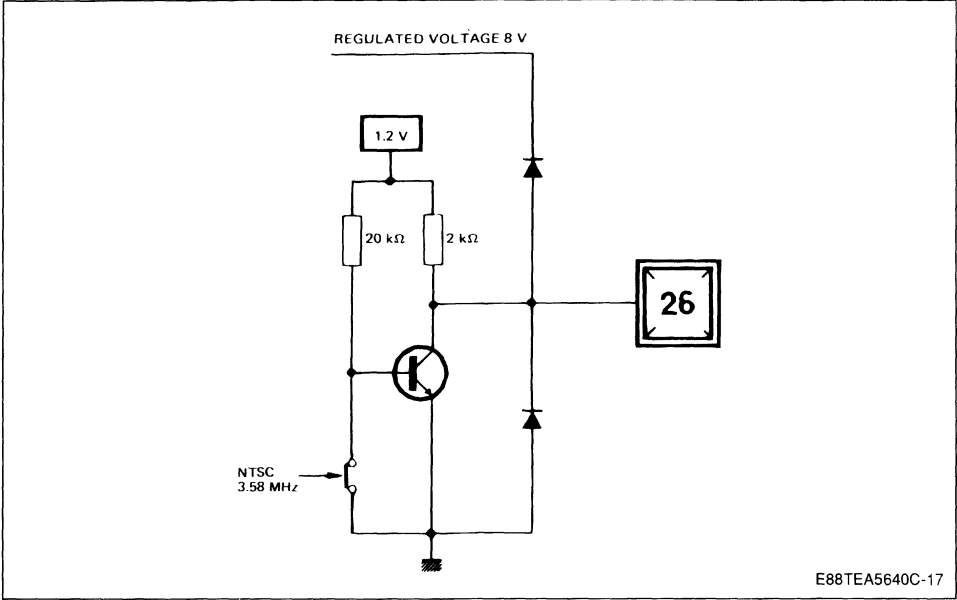 REGULATED VOLTAGE 8 V
1.2 V
20 kΩ
2 kΩ
26
NTSC
3.58 MHz
E88TEA5640C-17